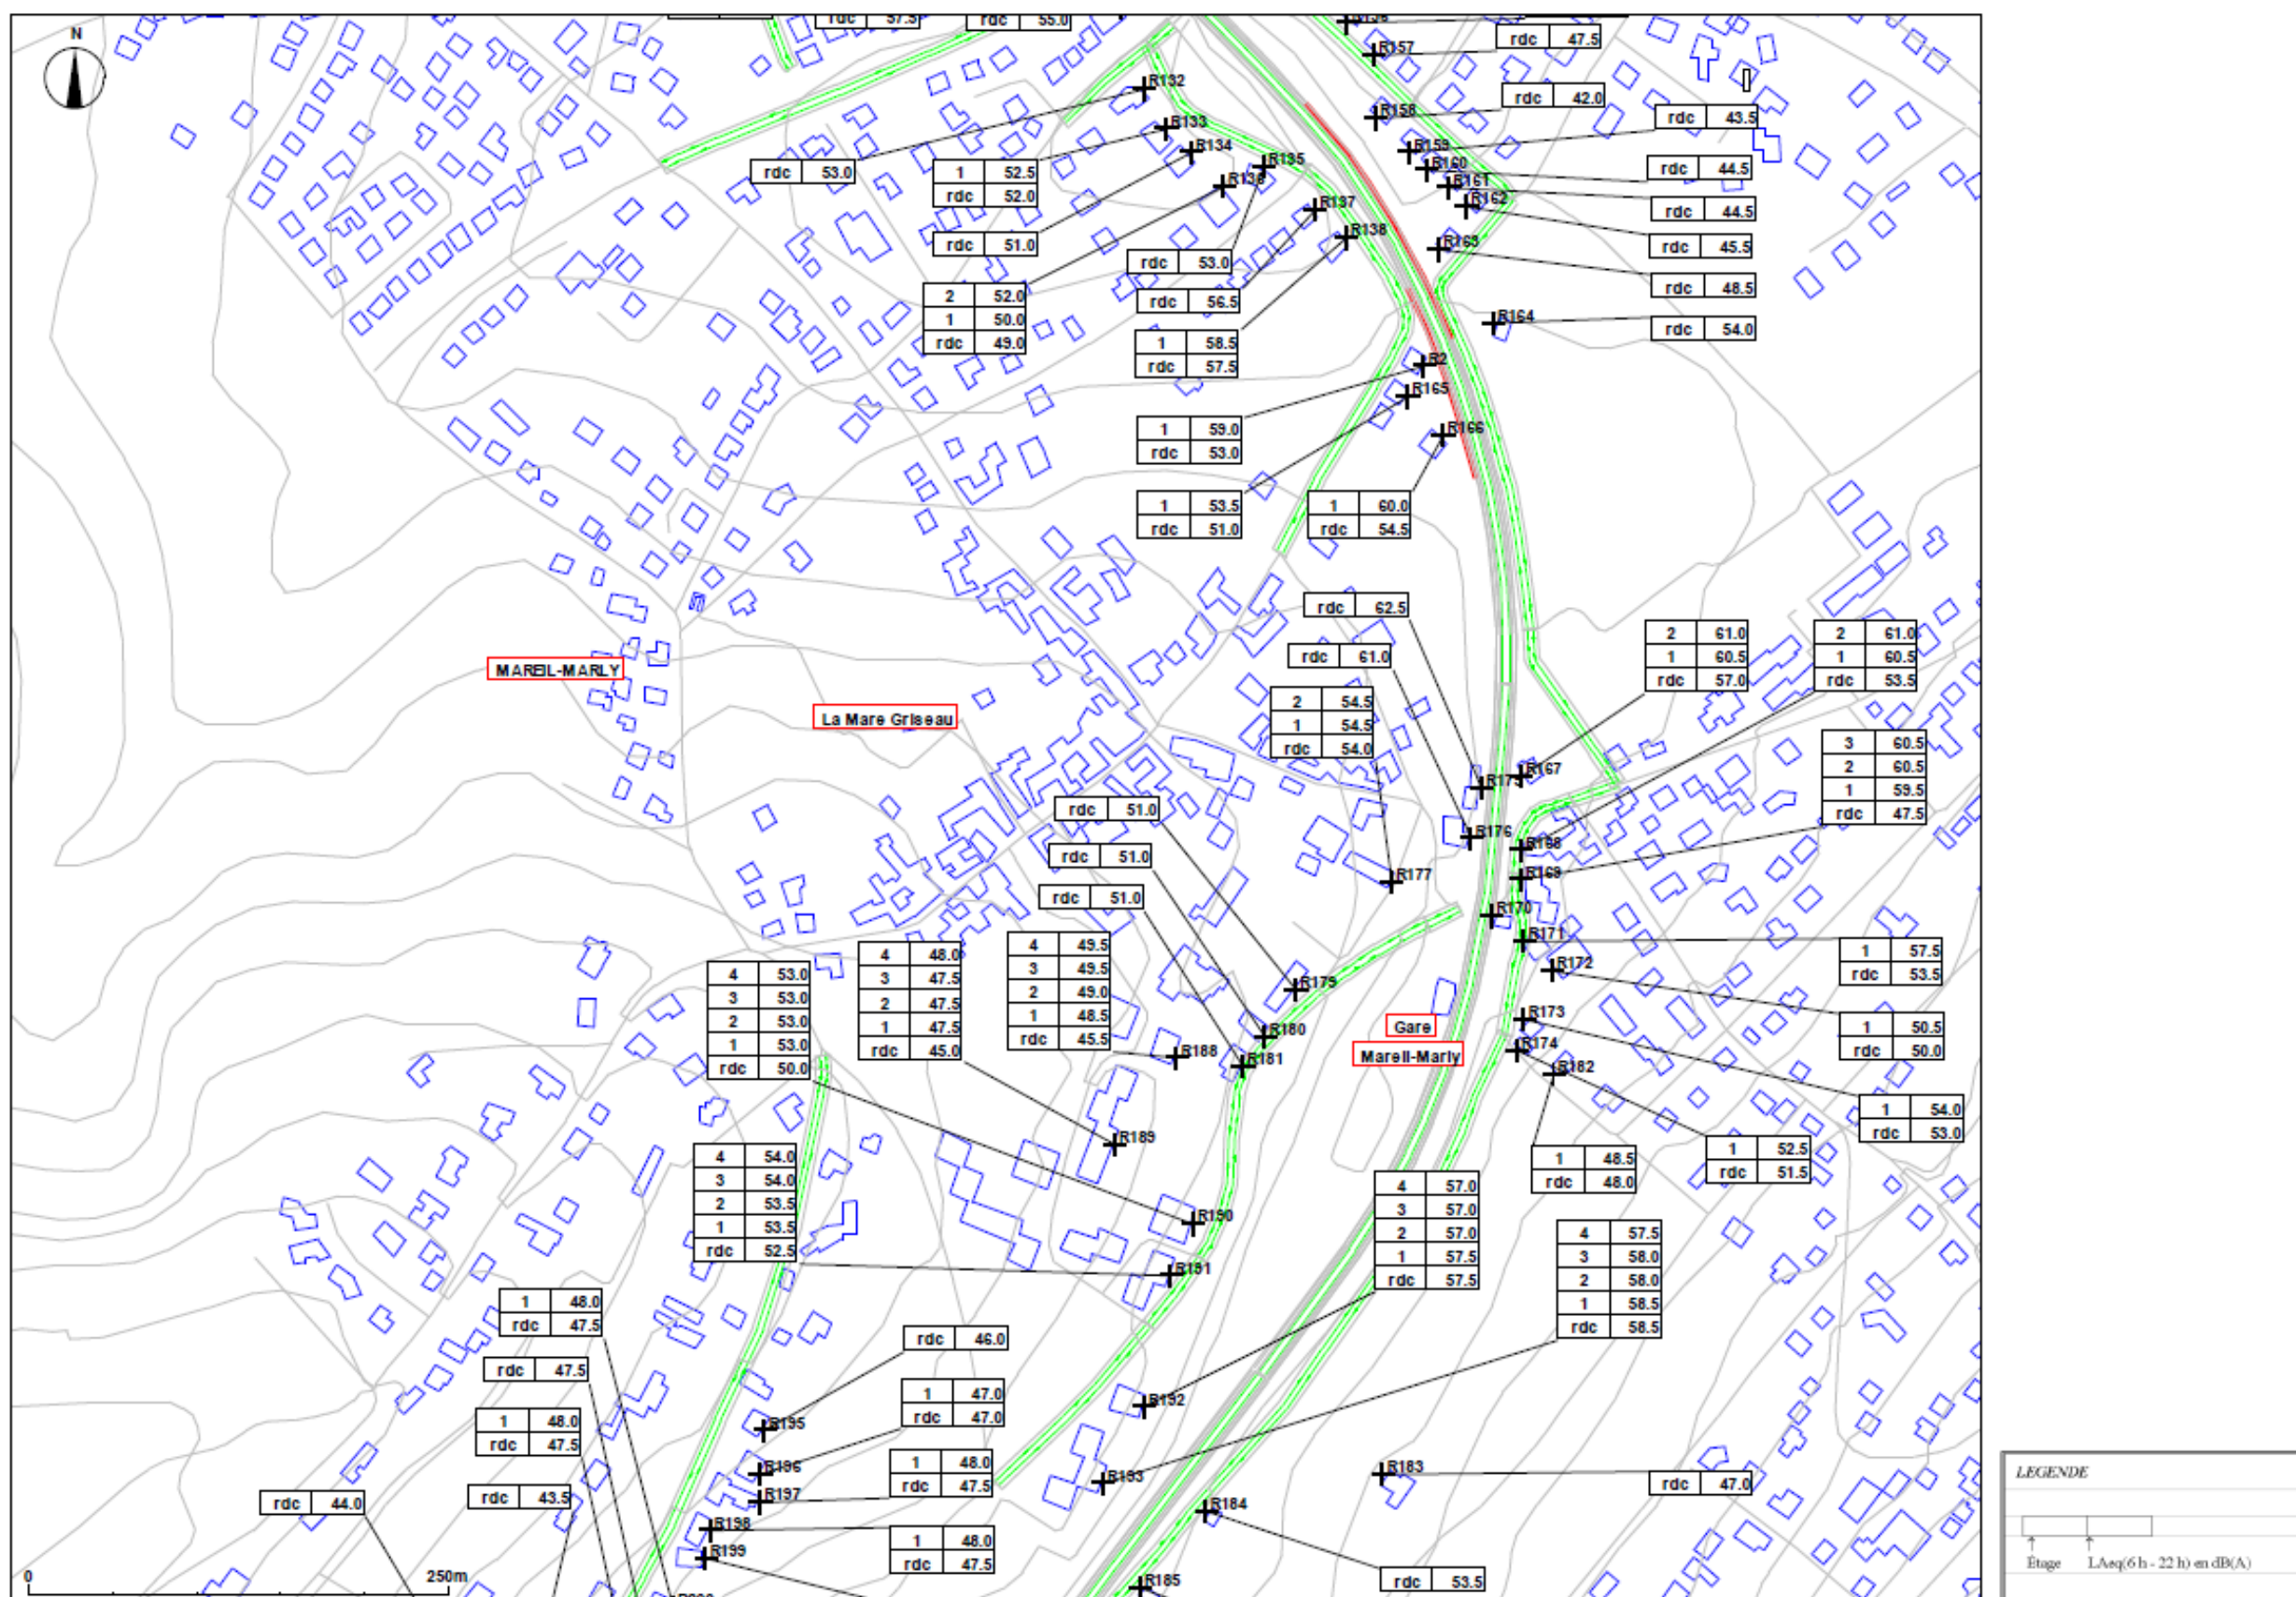 N
rdc 57.5
rdc 55.0
R157
rdc 47.5
R132
R158
rdc 42.0
R133
rdc 43.5
R134
R159
rdc 53.0
1 52.5
rdc 52.0
R135
R160
rdc 44.5
R161
R162
R137
rdc 44.5
R138
rdc 51.0
R163
rdc 45.5
rdc 53.0
rdc 48.5
2 52.0
1 50.0
rdc 49.0
rdc 56.5
R164
rdc 54.0
1 58.5
rdc 57.5
R2
R165
1 59.0
rdc 53.0
R166
1 53.5
rdc 51.0
1 60.0
rdc 54.5
rdc 62.5
rdc 61.0
2 61.0
1 60.5
rdc 57.0
2 61.0
1 60.5
rdc 53.5
MAREIL-MARLY
La Mare Griseau
2 54.5
1 54.5
rdc 54.0
3 60.5
2 60.5
1 59.5
rdc 47.5
R167
rdc 51.0
R176
R168
rdc 51.0
R177
R169
rdc 51.0
R170
R171
1 57.5
rdc 53.5
R172
4 49.5
3 49.5
2 49.0
1 48.5
rdc 45.5
4 48.0
3 47.5
2 47.5
1 47.5
rdc 45.0
4 53.0
3 53.0
2 53.0
1 53.0
rdc 50.0
R179
R173
1 50.5
rdc 50.0
Gare
Mareil-Marly
R180
R174
R188
R181
R182
1 54.0
rdc 53.0
R189
1 52.5
rdc 51.5
1 48.5
rdc 48.0
4 54.0
3 54.0
2 53.5
1 53.5
rdc 52.5
4 57.0
3 57.0
2 57.0
1 57.5
rdc 57.5
R190
4 57.5
3 58.0
2 58.0
1 58.5
rdc 58.5
R191
1 48.0
rdc 47.5
rdc 46.0
rdc 47.5
1 47.0
rdc 47.0
R192
1 48.0
rdc 47.5
R195
R196
1 48.0
rdc 47.5
R193
R183
rdc 47.0
rdc 44.0
rdc 43.5
R197
R184
R198
1 48.0
rdc 47.5
R199
0
250m
R185
rdc 53.5
LEGENDE
Étage
LAeq(6 h - 22 h) en dB(A)